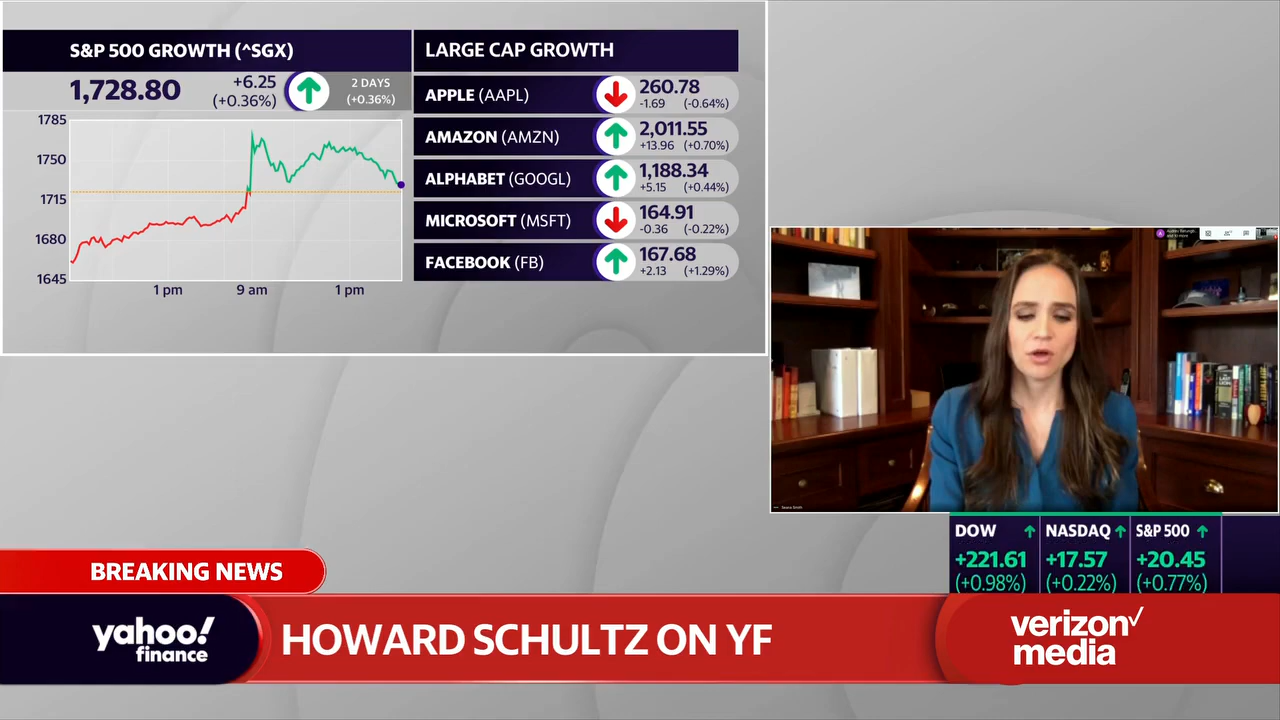 S&P 500 GROWTH (^SGX)
1,728.80
+6.25
(+0.36%)
2 DAYS
(+0.36%)
1785
1750
1715
1680
1645
1 pm
9 am
1 pm
LARGE CAP GROWTH
APPLE (AAPL)
260.78
-1.69 (-0.64%)
AMAZON (AMZN)
2,011.55
+13.96 (+0.70%)
ALPHABET (GOOGL)
1,188.34
+5.15 (+0.44%)
MICROSOFT (MSFT)
164.91
-0.36 (-0.22%)
FACEBOOK (FB)
167.68
+2.13 (+1.29%)
DOW
+221.61
(+0.98%)
NASDAQ
+17.57
(+0.22%)
S&P 500
+20.45
(+0.77%)
BREAKING NEWS
yahoo!
finance
HOWARD SCHULTZ ON YF
verizon✓
media